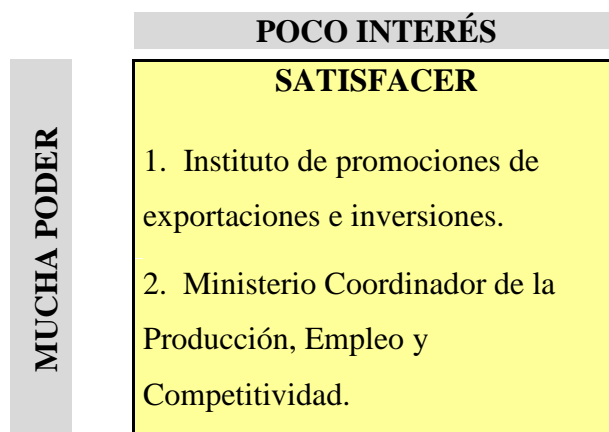 POCO INTERÉS
MUCHA PODER
SATISFACER
1. Instituto de promociones de
exportaciones e inversiones.
2. Ministerio Coordinador de la
Producción, Empleo y
Competitividad.